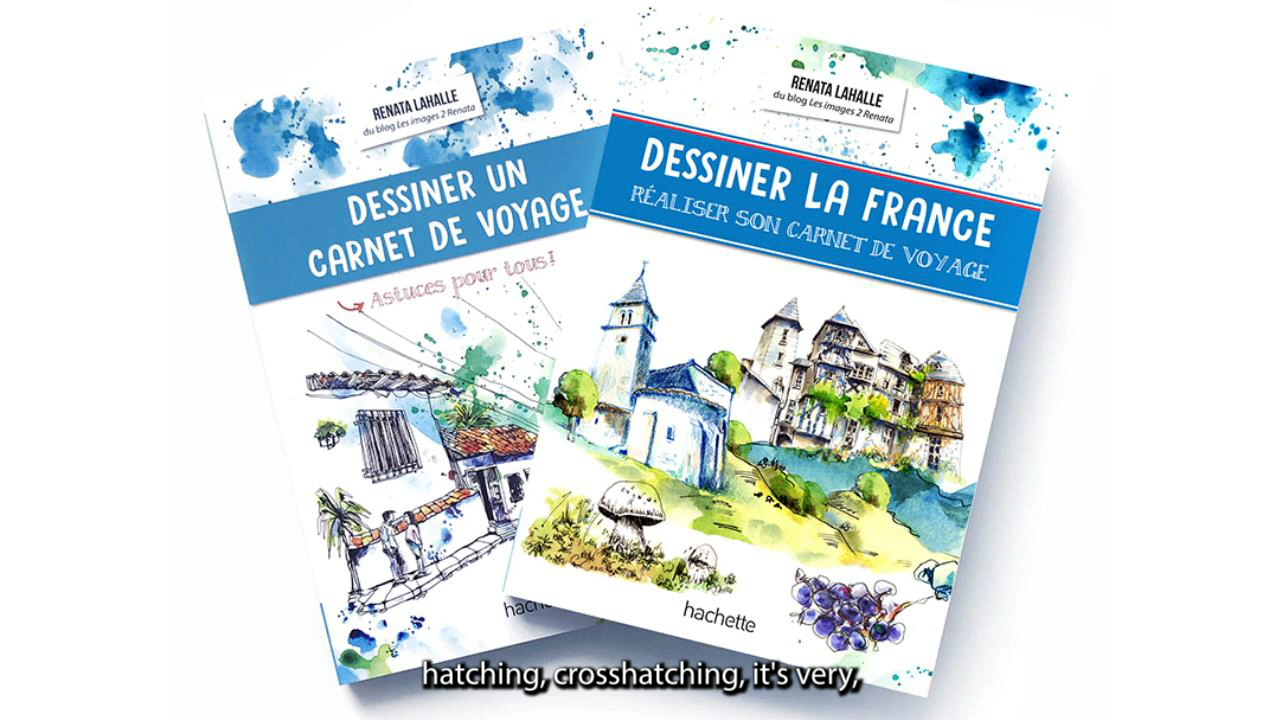 RENATA LAHALLE
du blog Les images 2 Renata
DESSINER UN
CARNET DE VOYAGE
Astuces pour tous!
RENATA LAHALLE
du blog Les images 2 Renata
DESSINER LA FRANCE
RÉALISER SON CARNET DE VOYAGE
hachette
hatching, crosshatching, it's very,